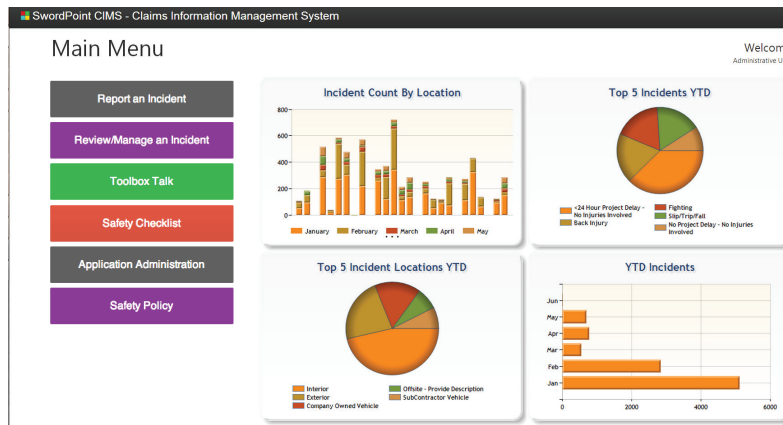 SwordPoint CIMS - Claims Information Management System
Main Menu
Welcom
Administrative U
Report an Incident
Review/Manage an Incident
Toolbox Talk
Safety Checklist
Application Administration
Safety Policy
Incident Count By Location
800
600
400
200
0
January February March April May
Top 5 Incidents YTD
<24 Hour Project Delay -
No Injuries Involved
Back Injury
Fighting
Slip/Trip/Fall
No Project Delay - No Injuries
Involved
Top 5 Incident Locations YTD
Interior
Exterior
Company Owned Vehicle
Offsite - Provide Description
SubContractor Vehicle
YTD Incidents
Jun
May
Apr
Mar
Feb
Jan
0 2000 4000 6000